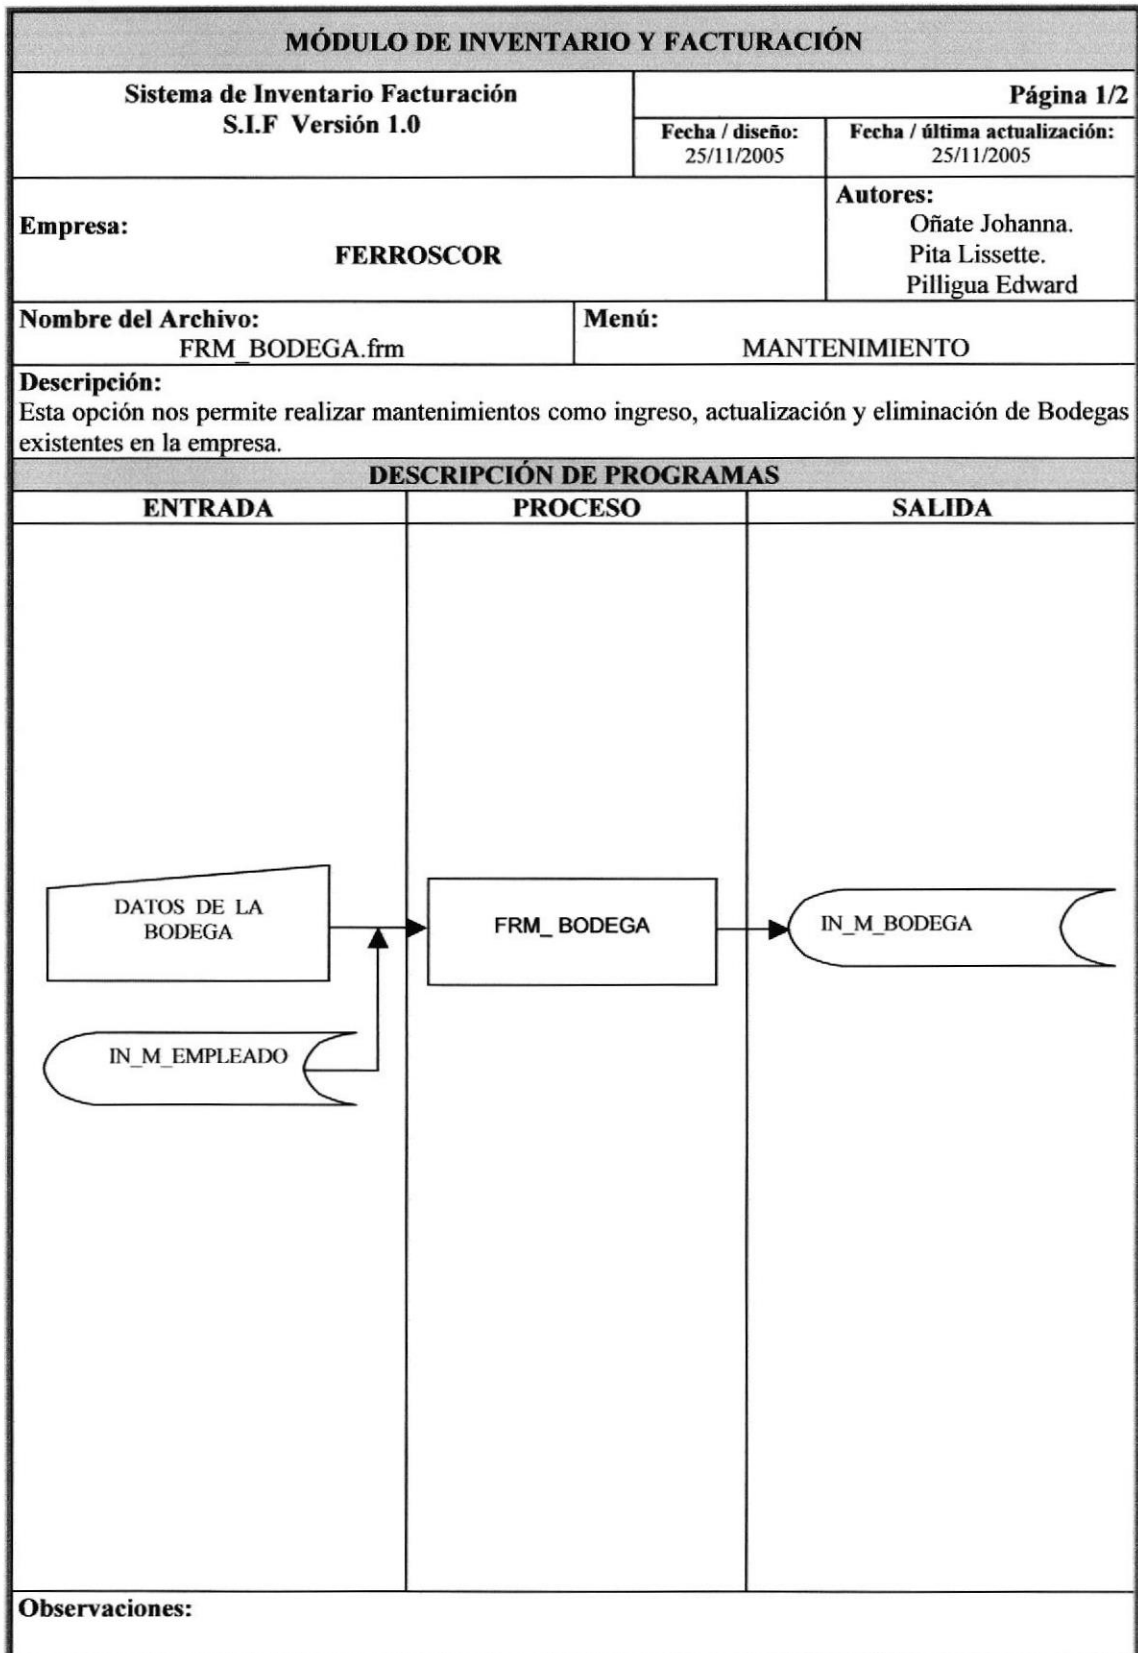 MÓDULO DE INVENTARIO Y FACTURACIÓN
Sistema de Inventario Facturación
S.I.F Versión 1.0
Página 1/2
Fecha / diseño:
25/11/2005
Fecha / última actualización:
25/11/2005
Empresa:
FERROSCOR
Autores:
Oñate Johanna.
Pita Lissette.
Pilligua Edward
Nombre del Archivo:
FRM_BODEGA.frm
Menú:
MANTENIMIENTO
Descripción:
Esta opción nos permite realizar mantenimientos como ingreso, actualización y eliminación de Bodegas
existentes en la empresa.
DESCRIPCIÓN DE PROGRAMAS
ENTRADA
PROCESO
SALIDA
DATOS DE LA
BODEGA
FRM_ BODEGA
IN_M_BODEGA
IN_M_EMPLEADO
Observaciones: